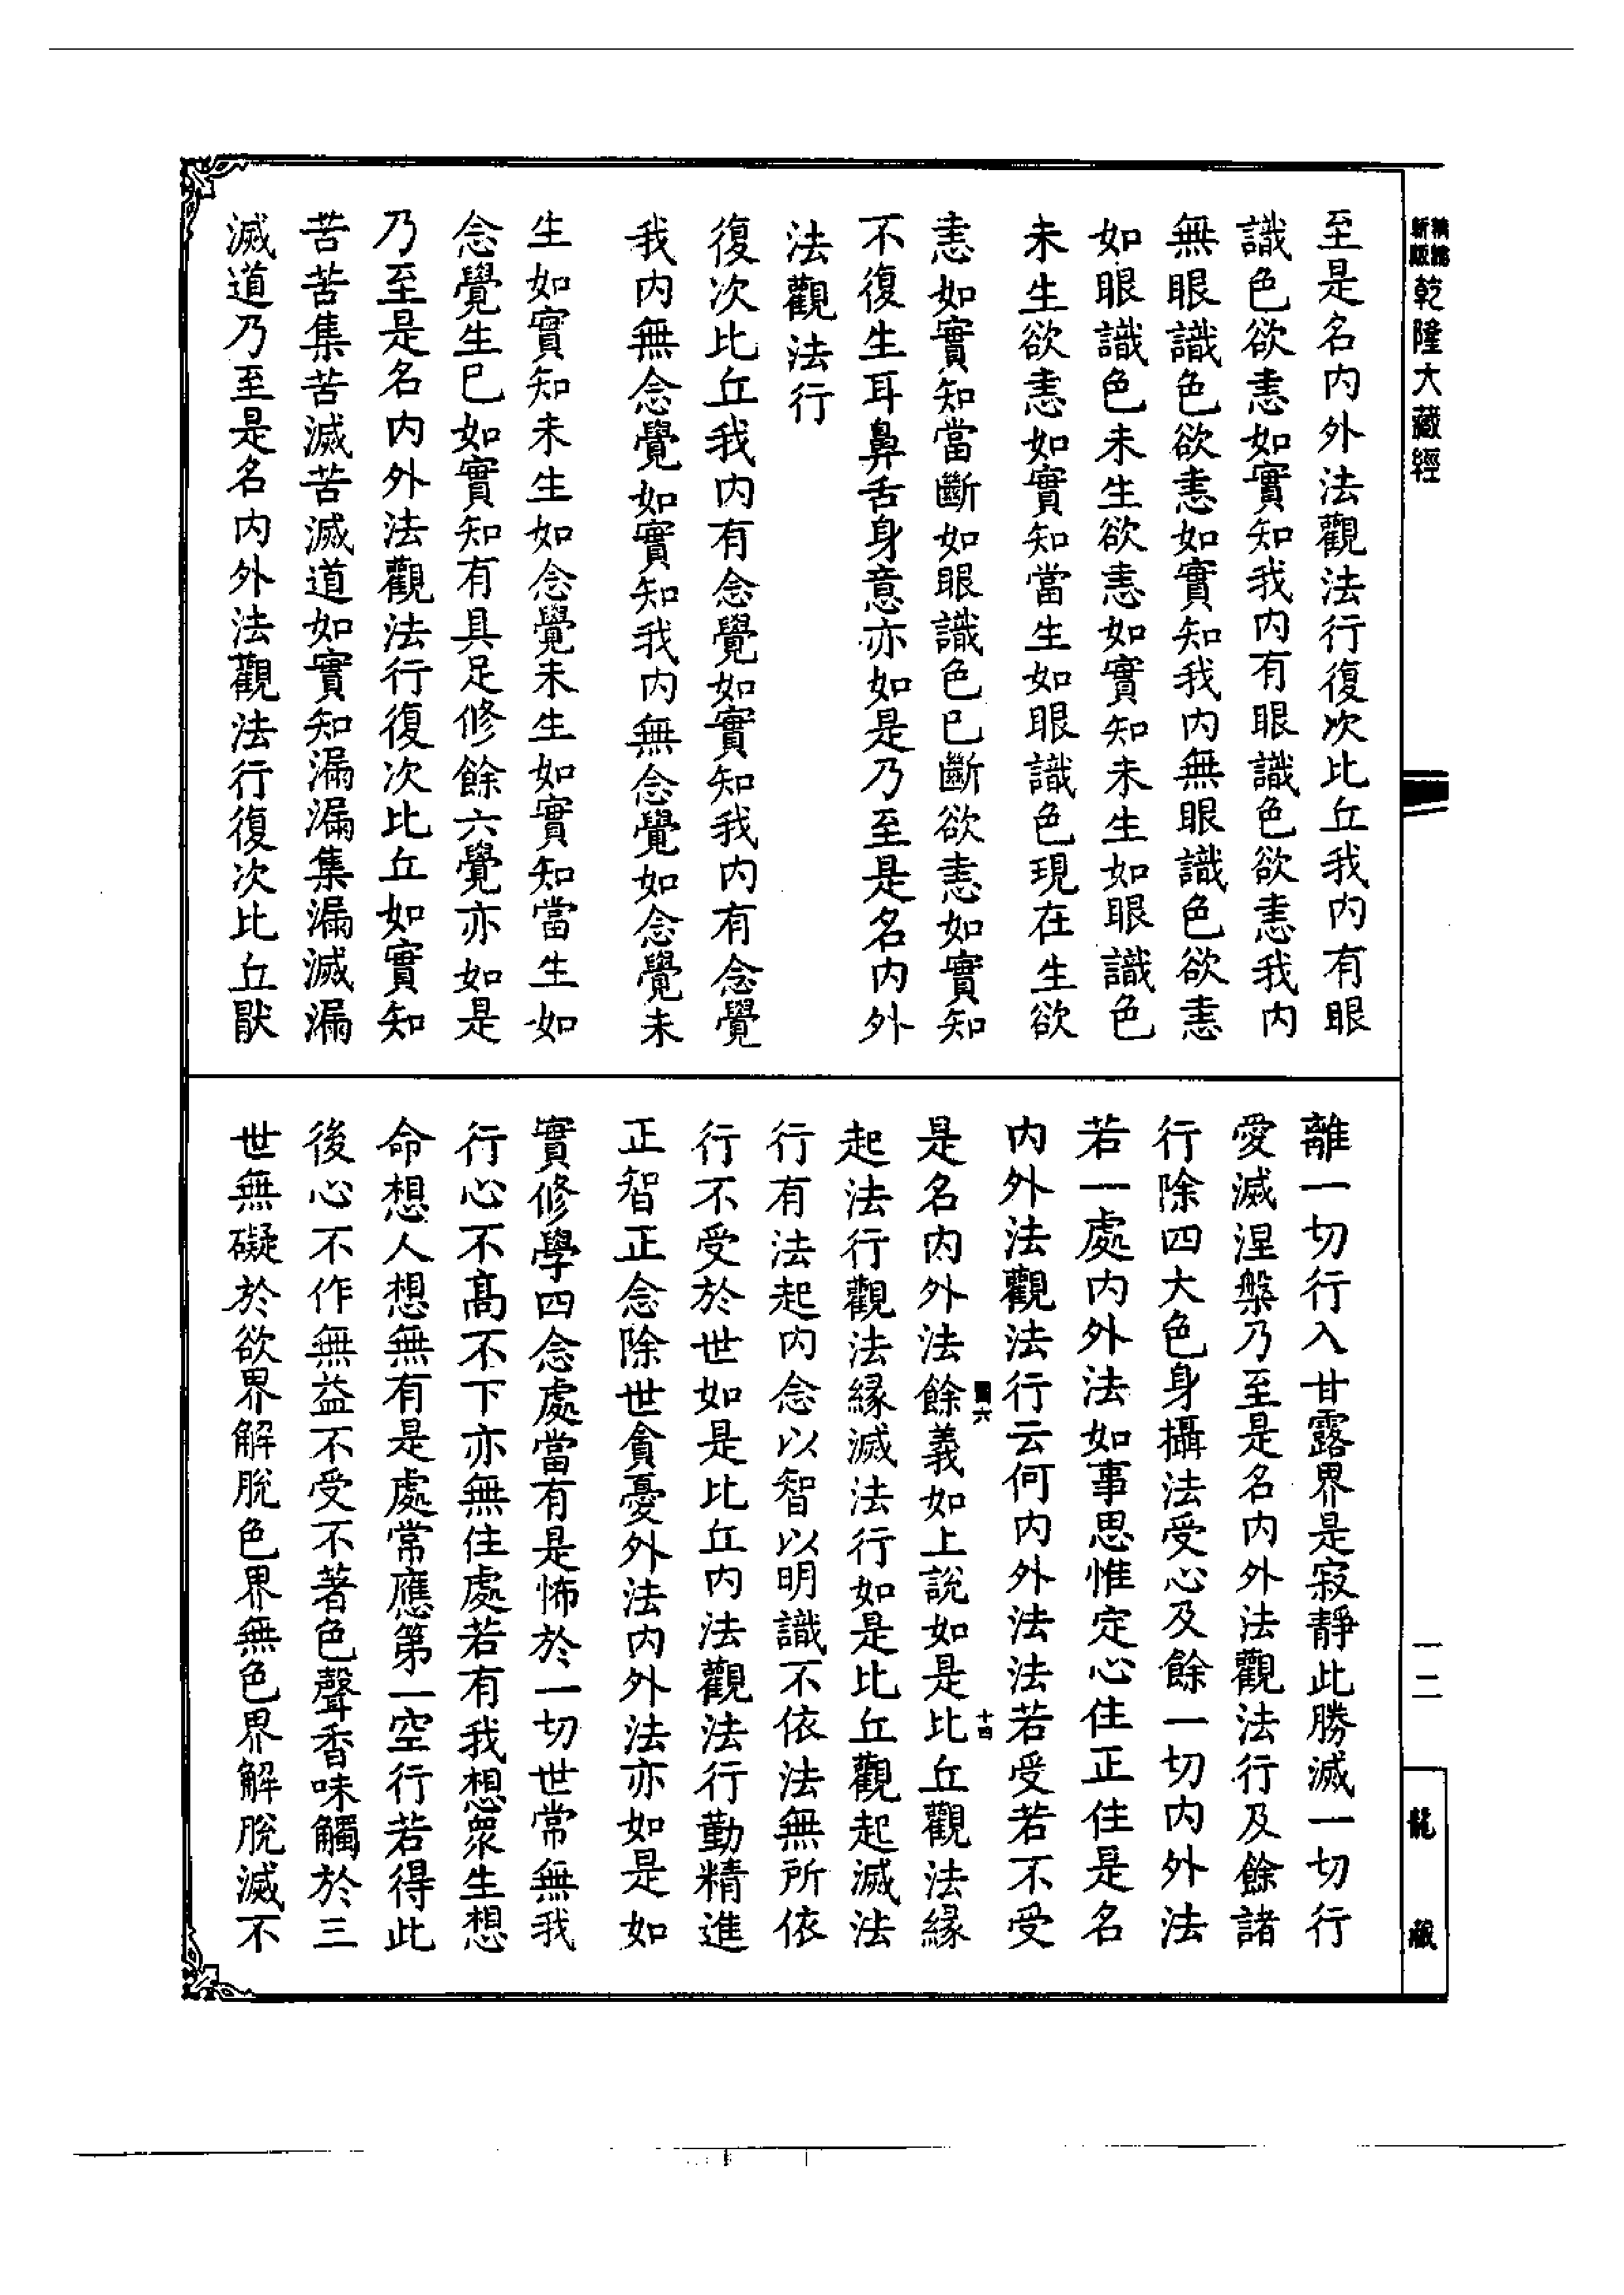 新版
乾隆大藏經
至是名內外法觀法行復次比丘我內有眼
識色欲恚如實知我內有眼識色欲恚我內
無眼識色欲恚如實知我內無眼識色欲恚
如眼識色未生欲恚如實知未生如眼識色
未生欲恚如實知當生如眼識色現在生欲
恚如實知當斷如眼識色已斷欲恚如實知
不復生耳鼻舌身意亦如是乃至是名內外
法觀法行
復次比丘我內有念覺如實知我內有念覺
我內無念覺如實知我內無念覺如念覺未
生如實知未生如念覺未生如實知當生如
念覺生已如實知有具足修餘六覺亦如是
乃至是名內外法觀法行復次比丘如實知
苦苦集苦滅苦滅道如實知漏漏集漏滅漏
滅道乃至是名內外法觀法行復次比丘厭
離一切行入甘露界是寂靜此勝滅一切行
愛滅涅槃乃至是名內外法觀法行及餘諸
行除四大色身攝法受心及餘一切內外法
若一處內外法如事思惟定心住正住是名
內外法觀法行云何內外法法若受若不受
是名內外法餘義如上說如是比丘觀法緣
起法行觀法緣滅法行如是比丘觀起滅法
行有法起內念以智以明識不依法無所依
行不受於世如是比丘內法觀法行勤精進
正智正念除世貪憂外法內外法亦如是如
實修學四念處當有是怖於一切世常無我
行心不高不下亦無住處若有我想眾生想
命想人想無有是處常應第一空行若得此
後心不作無益不受不著色聲香味觸於三
世無礙於欲界解脫色界無色界解脫滅不
十四
一二
龍藏